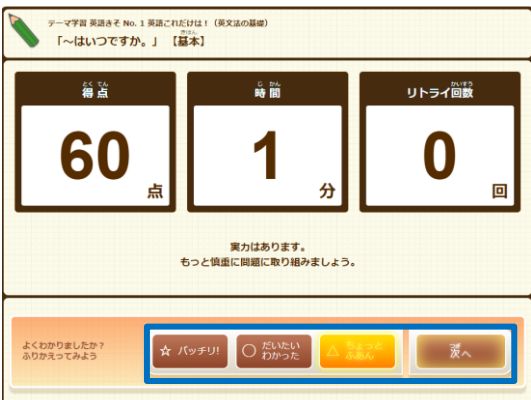 テーマ学習 英語きそ No. 1 英語これだけは！（英文法の基礎）
「～はいつですか。」【基本】
きほん
とくてん
得点
じかん
時間
かいすう
リトライ回数
60点
1分
0回
実力はあります。
もっと慎重に問題に取り組みましょう。
よくわかりましたか？
ふりかえってみよう
☆ バッチリ!
○ だいたい
わかった
△ ちょっと
ふあん
つぎ
次へ